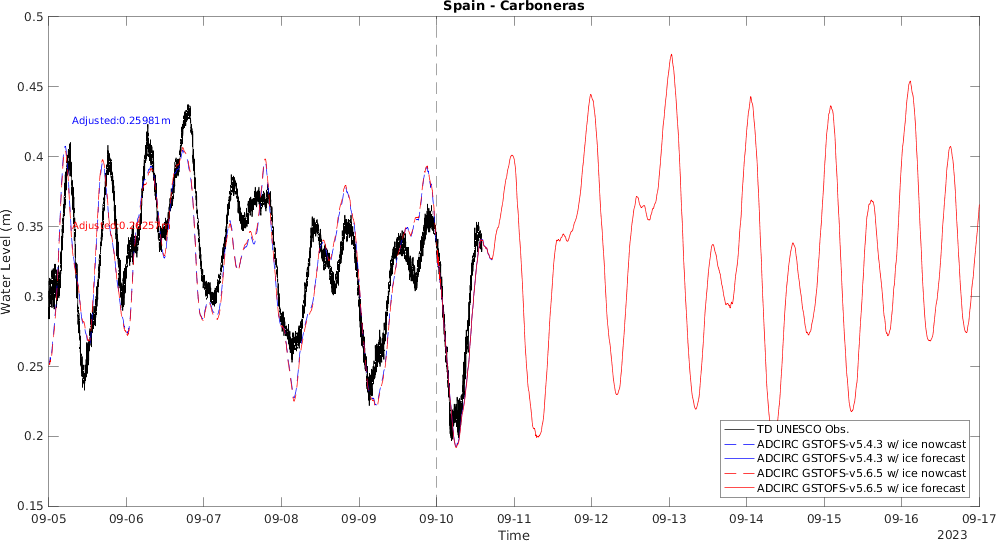 Spain - Carboneras
0.5
0.45
0.4
0.35
0.3
0.25
0.2
0.15
Water Level (m)
Adjusted:0.25981m
09-05
09-06
09-07
09-08
09-09
09-10
09-11
09-12
09-13
09-14
09-15
09-16
09-17
Time
2023
TD UNESCO Obs.
ADCIRC GSTOFS-v5.4.3 w/ ice nowcast
ADCIRC GSTOFS-v5.4.3 w/ ice forecast
ADCIRC GSTOFS-v5.6.5 w/ ice nowcast
ADCIRC GSTOFS-v5.6.5 w/ ice forecast